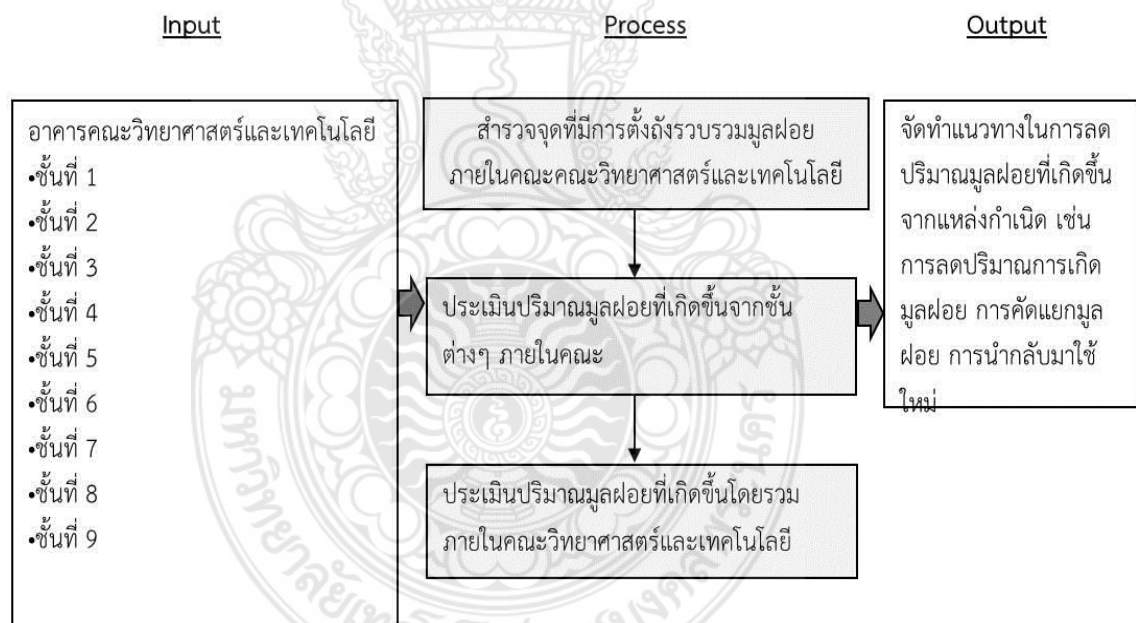 Input
Process
Output
อาคารคณะวิทยาศาสตร์และเทคโนโลยี
•ชั้นที่ 1
•ชั้นที่ 2
•ชั้นที่ 3
•ชั้นที่ 4
•ชั้นที่ 5
•ชั้นที่ 6
•ชั้นที่ 7
•ชั้นที่ 8
•ชั้นที่ 9
สำรวจจุดที่มีการตั้งถังรวบรวมมูลฝอย
ภายในคณะคณะวิทยาศาสตร์และเทคโนโลยี
ประเมินปริมาณมูลฝอยที่เกิดขึ้นจากชั้น
ต่างๆ ภายในคณะ
ประเมินปริมาณมูลฝอยที่เกิดขึ้นโดยรวม
ภายในคณะวิทยาศาสตร์และเทคโนโลยี
จัดทำแนวทางในการลด
ปริมาณมูลฝอยที่เกิดขึ้น
จากแหล่งกำเนิด เช่น
การลดปริมาณการเกิด
มูลฝอย การคัดแยกมูล
ฝอย การนำกลับมาใช้
ใหม่